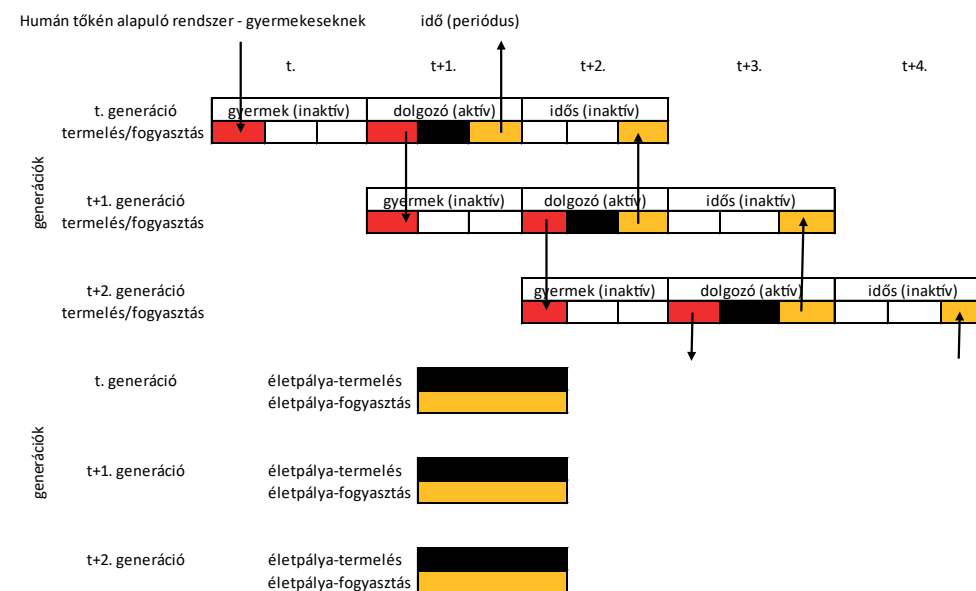 Humán tőkén alapuló rendszer - gyermekeseknek
idő (periódus)
t. t+1. t+2. t+3. t+4.
generációk
t. generáció
termelés/fogyasztás
gyermek (inaktív) dolgozó (aktív) idős (inaktív)
t+1. generáció
termelés/fogyasztás
gyermek (inaktív) dolgozó (aktív) idős (inaktív)
t+2. generáció
termelés/fogyasztás
gyermek (inaktív) dolgozó (aktív) idős (inaktív)
generációk
t. generáció
életpálya-termelés
életpálya-fogyasztás
t+1. generáció
életpálya-termelés
életpálya-fogyasztás
t+2. generáció
életpálya-termelés
életpálya-fogyasztás